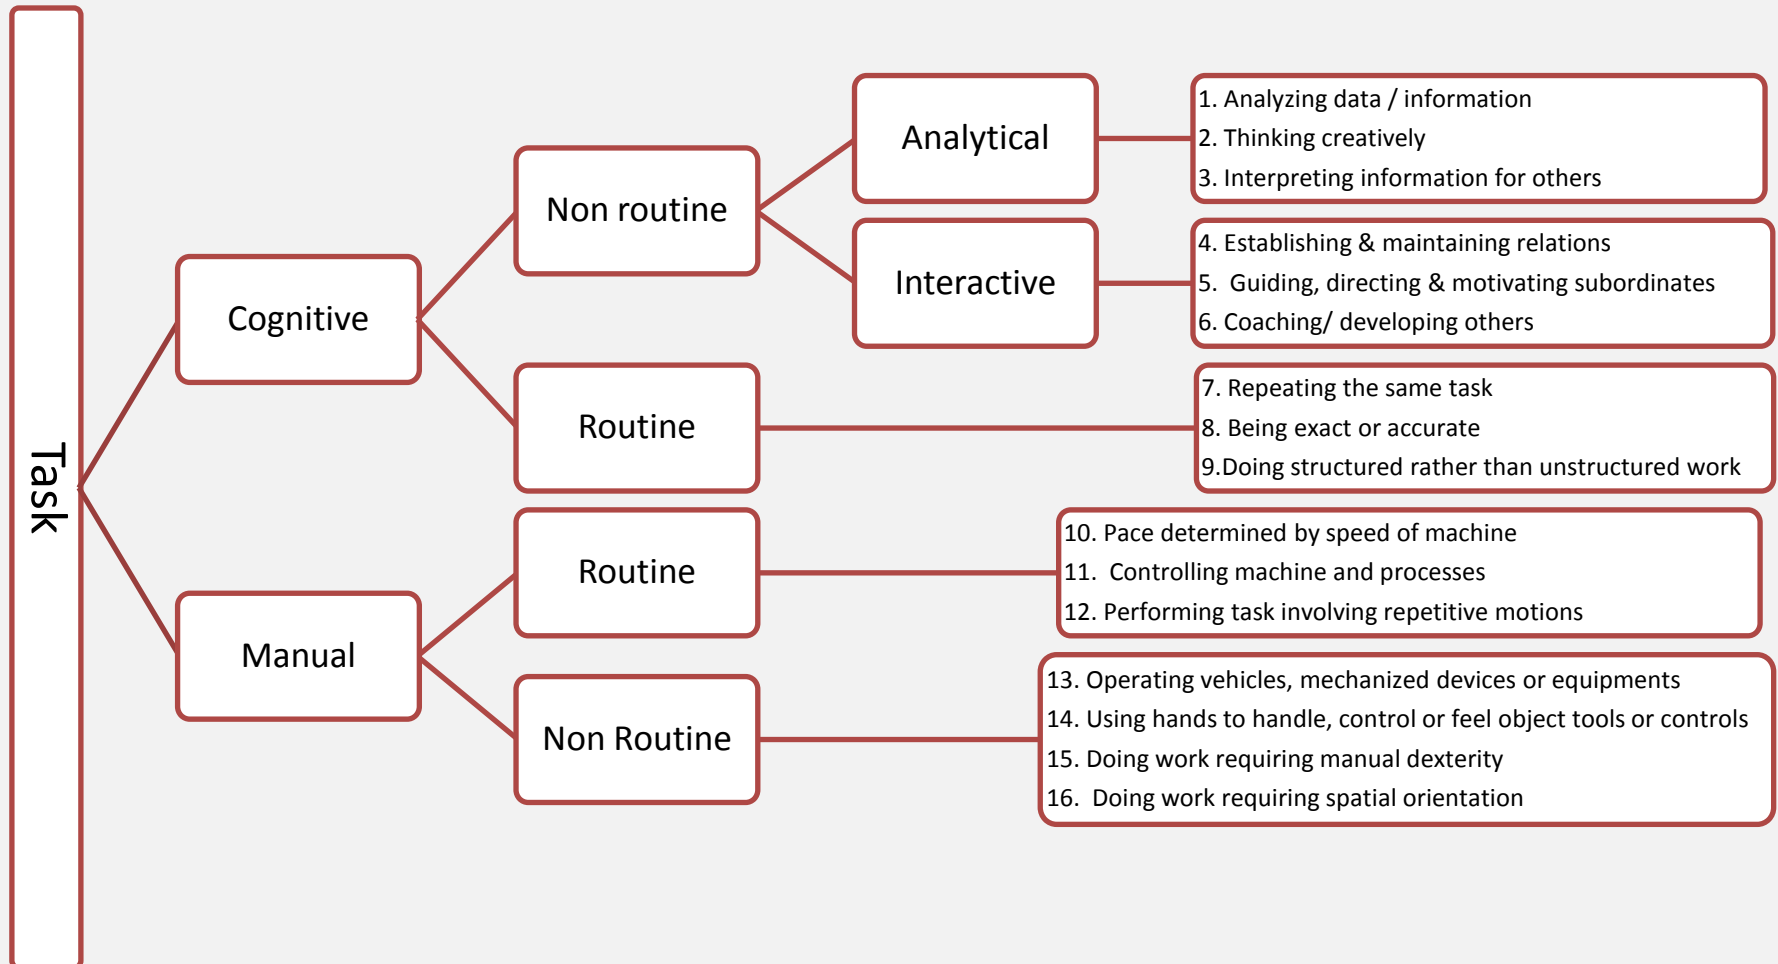 Task
Cognitive
Non routine
Analytical
1. Analyzing data / information
2. Thinking creatively
3. Interpreting information for others
Interactive
4. Establishing & maintaining relations
5.  Guiding, directing & motivating subordinates
6. Coaching/ developing others
Routine
7. Repeating the same task
8. Being exact or accurate
9.Doing structured rather than unstructured work
Manual
Routine
10. Pace determined by speed of machine
11.  Controlling machine and processes
12. Performing task involving repetitive motions
Non Routine
13. Operating vehicles, mechanized devices or equipments
14. Using hands to handle, control or feel object tools or controls
15. Doing work requiring manual dexterity
16.  Doing work requiring spatial orientation